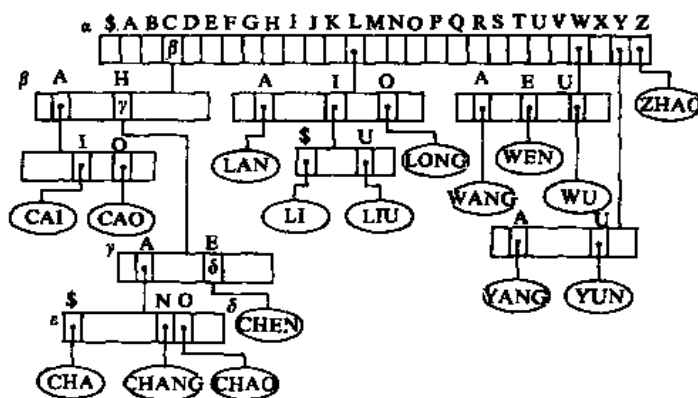 α $ A B C D E F G H I J K L M N O P Q R S T U V W X Y Z
β
β A H A I O A E U
γ ZHAO
I O $ U LAN LONG WANG WEN WU
CAI CAO LI LIU A U
γ A E
δ YANG YUN
ε $ N O δ CHEN
CHA CHANG CHAO